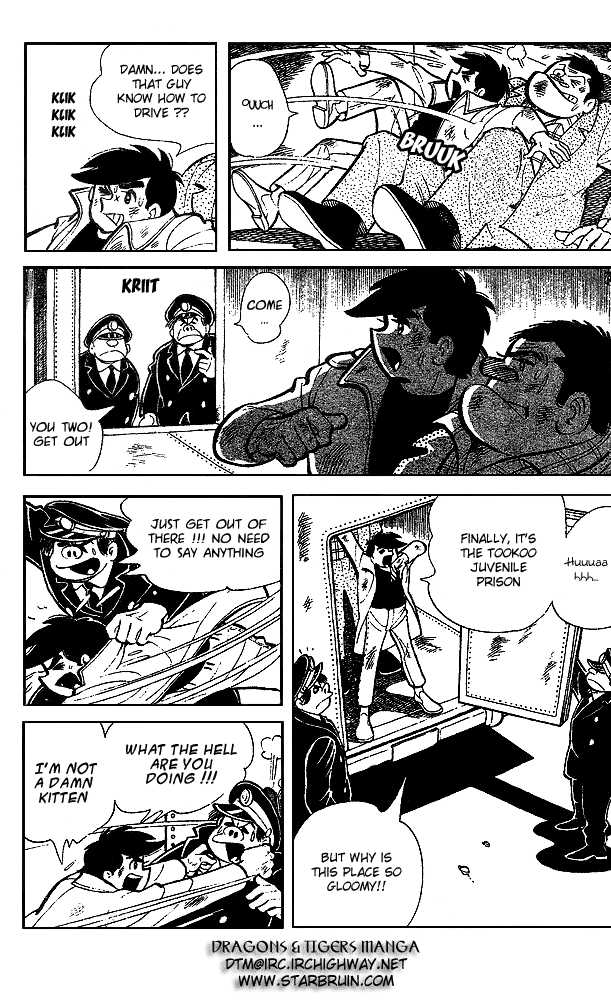 DAMN... DOES
THAT GUY
KNOW HOW TO
DRIVE ??
KLIK
KLIK
KLIK
OUUCH
...
BRUUK
KRIIT
COME
...
YOU TWO!
GET OUT
JUST GET OUT OF
THERE !!! NO NEED
TO SAY ANYTHING
WHAT THE HELL
ARE YOU
DOING !!!
I'M NOT
A DAMN
KITTEN
FINALLY, IT'S
THE TOOKOO
JUVENILE
PRISON
Huuuaa
hhh..
BUT WHY IS
THIS PLACE SO
GLOOMY!!
DRAGONS & TIGERS MANGA
DTM@IRC.IRCHIGHWAY.NET
WWW.STARBRUIN.COM